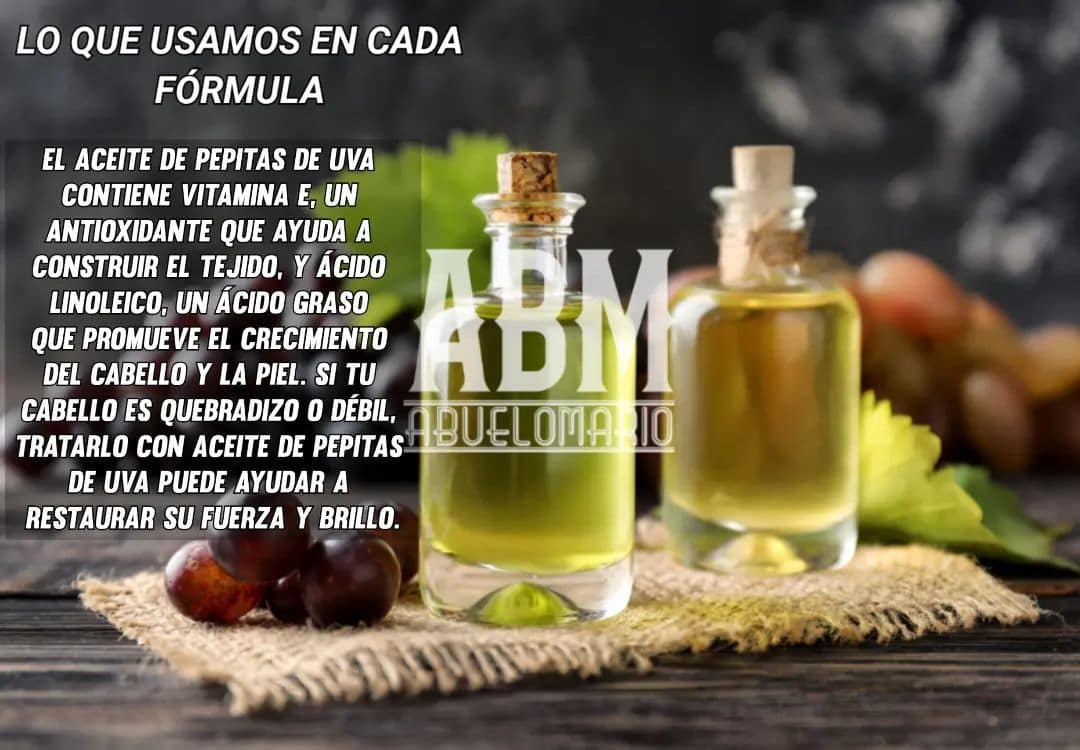 LO QUE USAMOS EN CADA
FÓRMULA
EL ACEITE DE PEPITAS DE UVA
CONTIENE VITAMINA E, UN
ANTIOXIDANTE QUE AYUDA A
CONSTRUIR EL TEJIDO, Y ÁCIDO
LINOLEICO, UN ÁCIDO GRASO
QUE PROMUEVE EL CRECIMIENTO
DEL CABELLO Y LA PIEL. SI TU
CABELLO ES QUEBRADIZO O DÉBIL,
TRATARLO CON ACEITE DE PEPITAS
DE UVA PUEDE AYUDAR A
RESTAURAR SU FUERZA Y BRILLO.
ABM
ABUELOMARIO